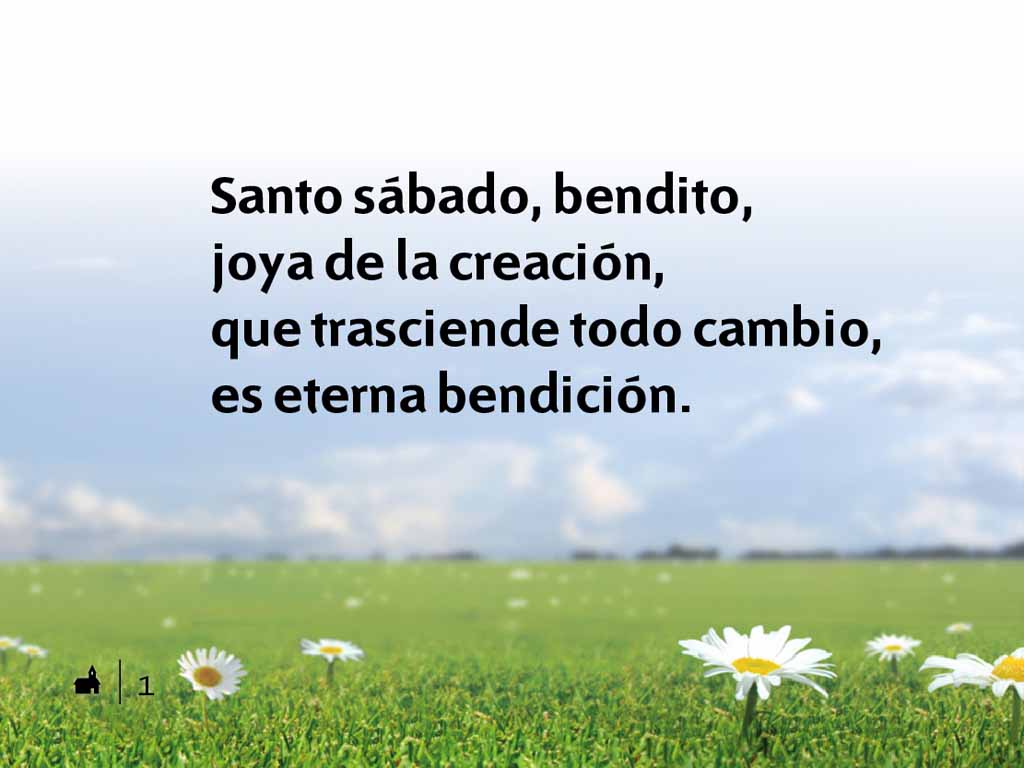 Santo sábado, bendito,
joya de la creación,
que trasciende todo cambio,
es eterna bendición.
1